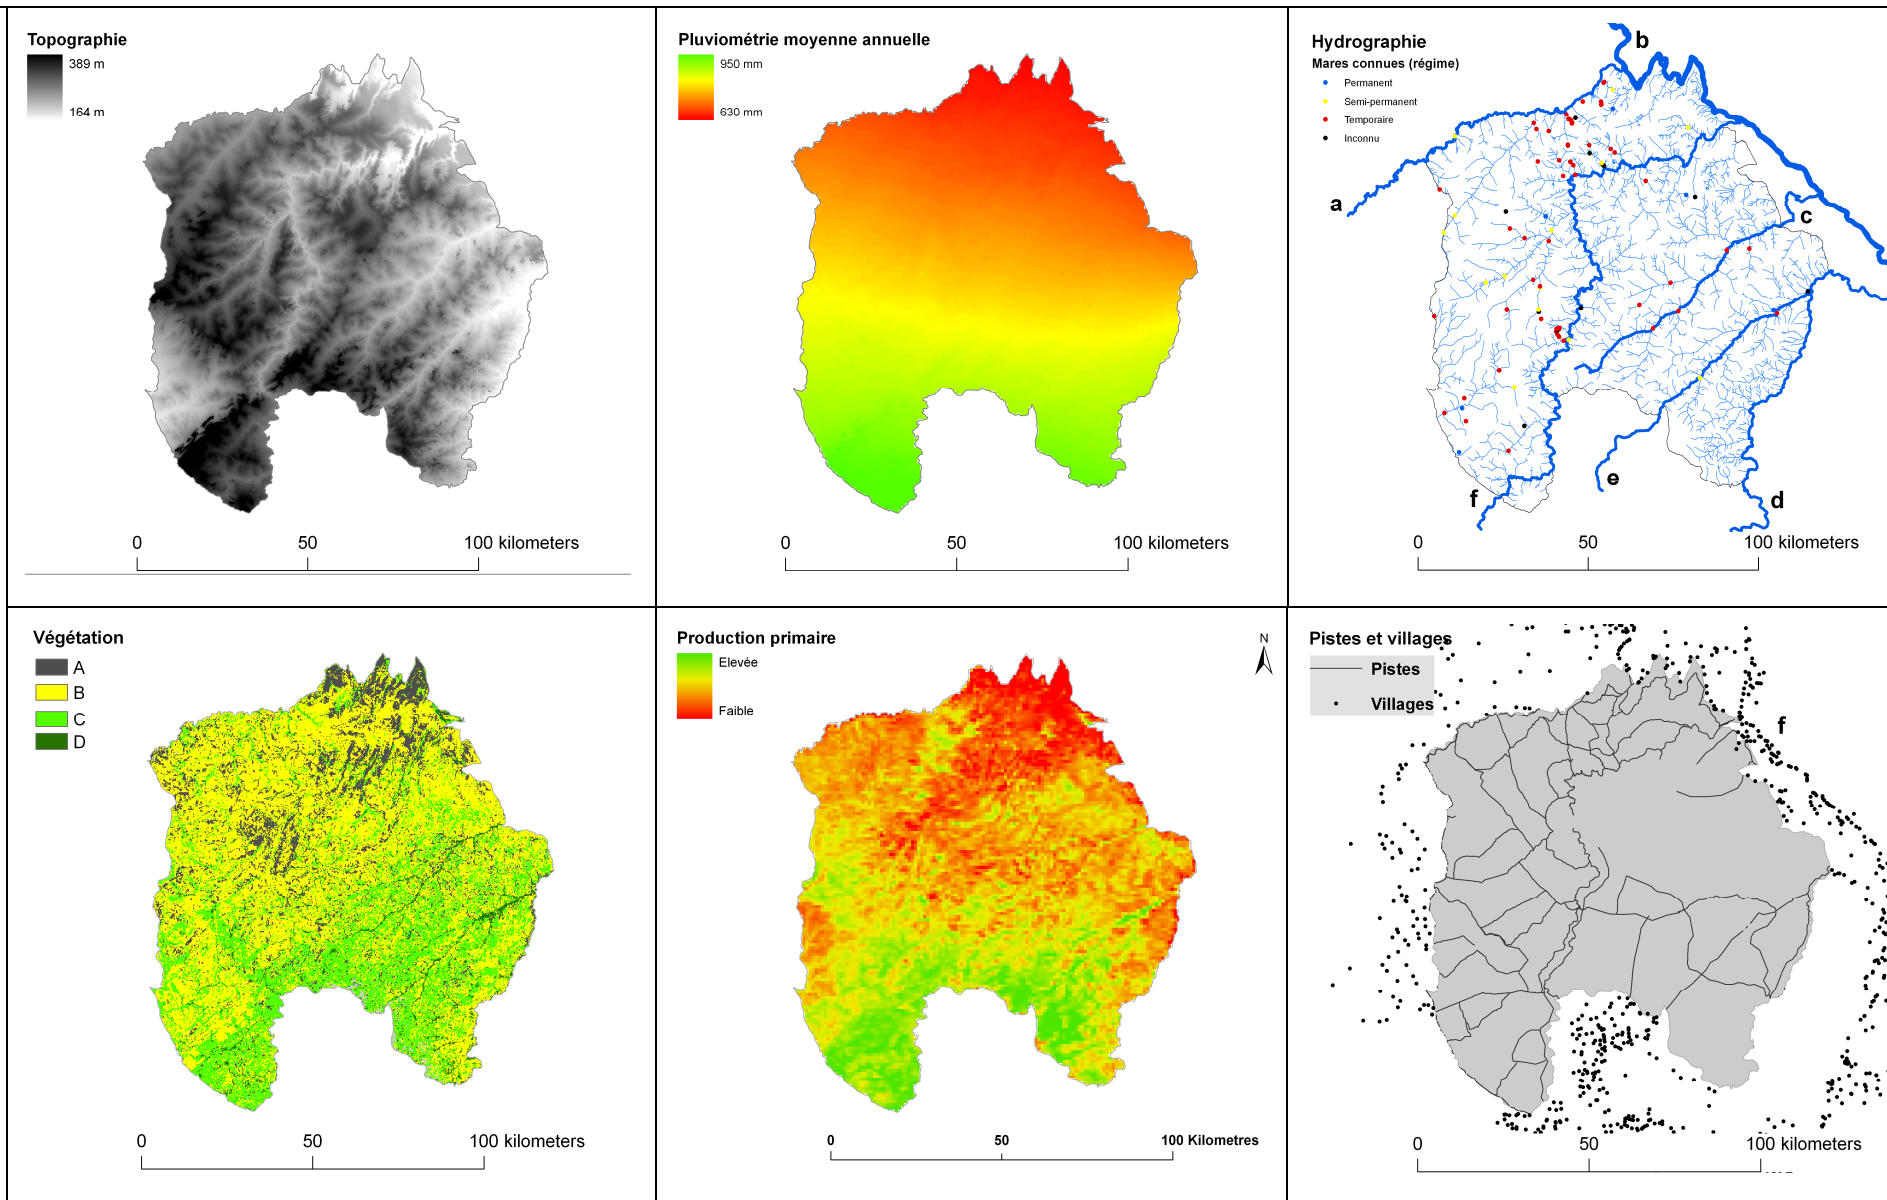 Topographie
389 m
164 m
0 50 100 kilometers
Pluviométrie moyenne annuelle
950 mm
630 mm
0 50 100 kilometers
Hydrographie
Mares connues (régime)
Permanent
Semi-permanent
Temporaire
Inconnu
b
a
c
f
e
d
0 50 100 kilometers
Végétation
A
B
C
D
0 50 100 kilometers
Production primaire
Elevée
Faible
N
0 50 100 Kilometres
Pistes et villages
Pistes
Villages
f
0 50 100 kilometers